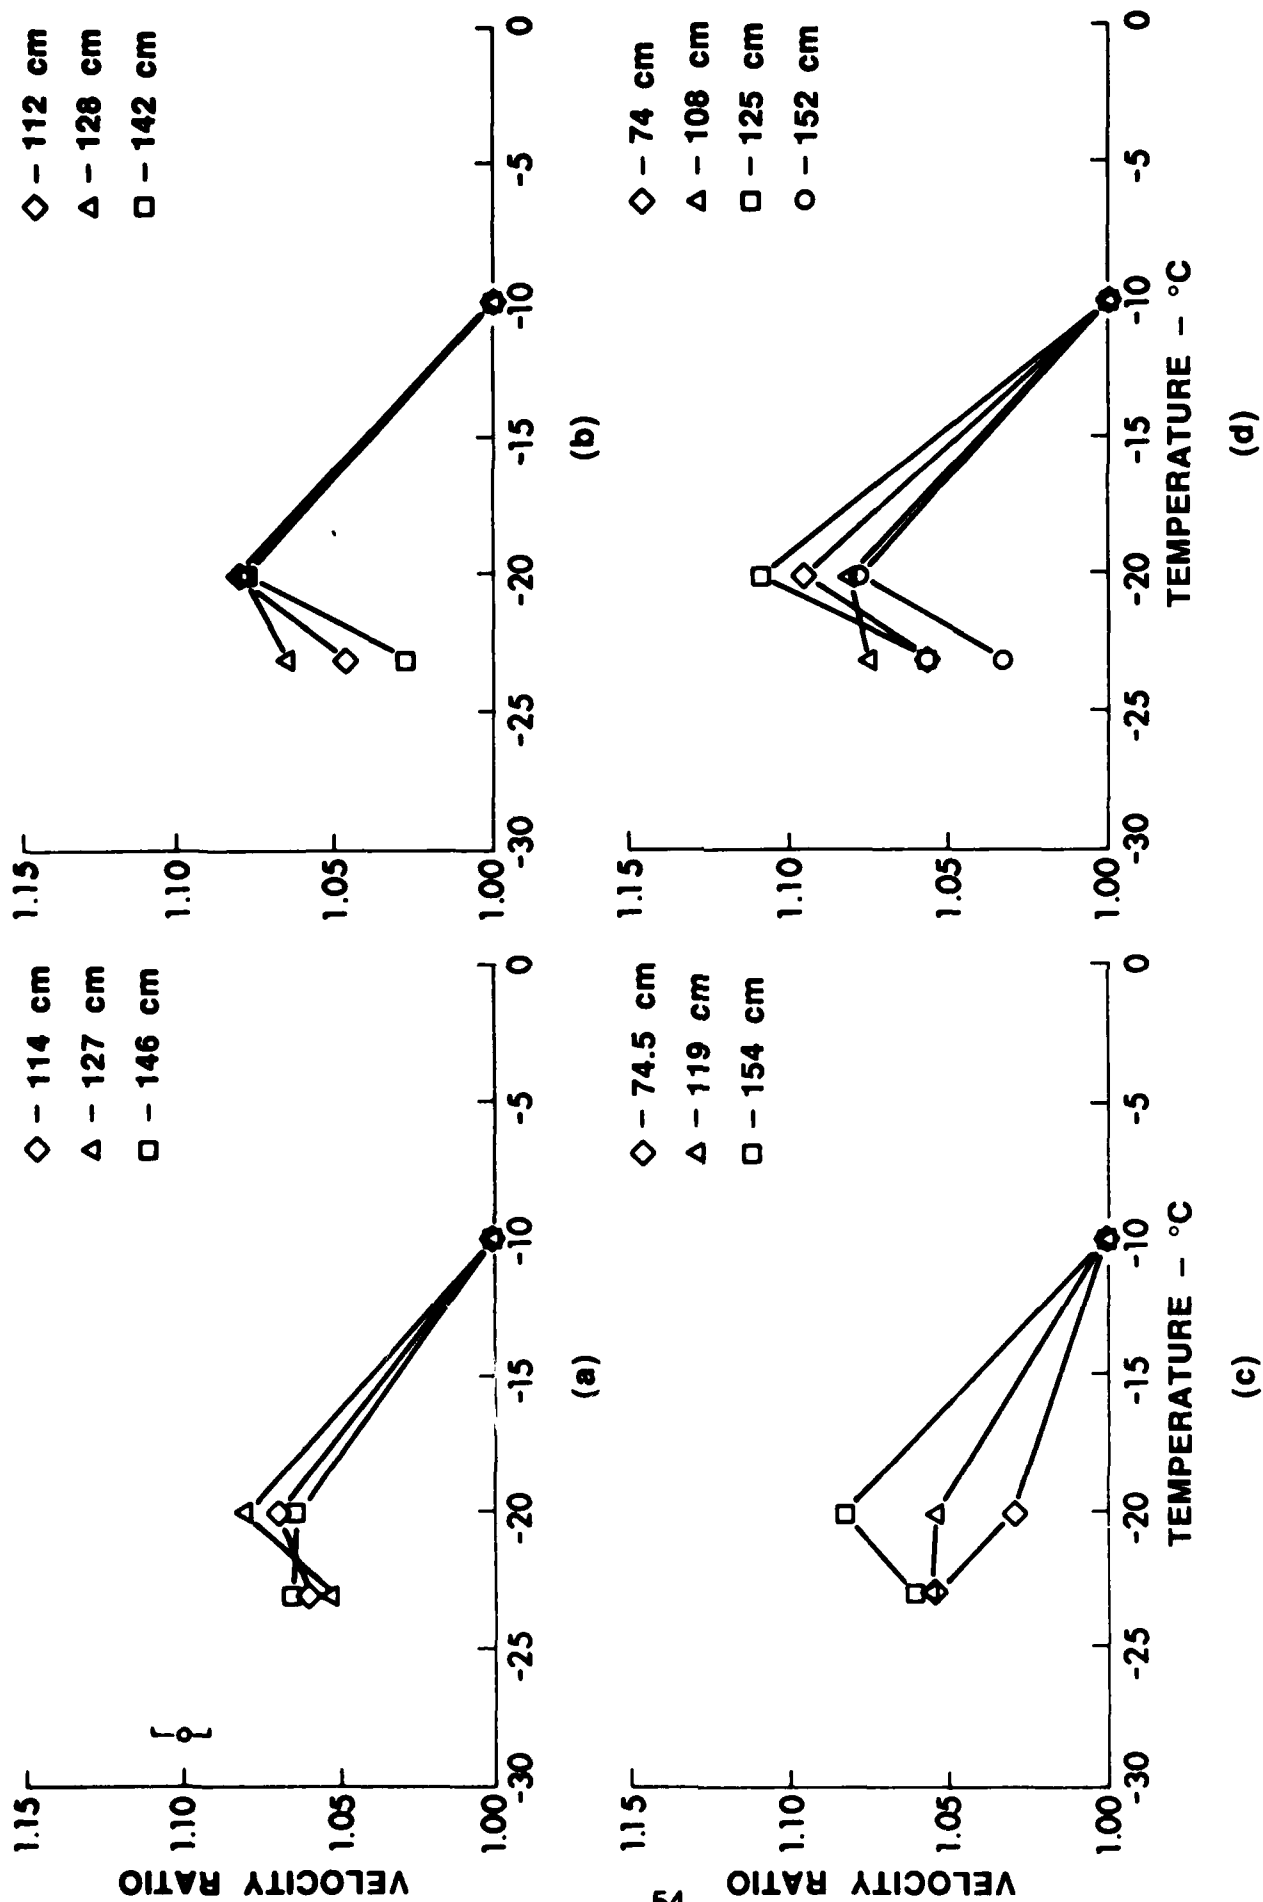 VELOCITY RATIO
1.15
1.10
1.05
1.00
-30
-25
-20
-15
-10
-5
0
◇ – 114 cm
△ – 127 cm
□ – 146 cm
(a)
1.15
1.10
1.05
1.00
-30
-25
-20
-15
-10
-5
0
◇ – 112 cm
△ – 128 cm
□ – 142 cm
(b)
VELOCITY RATIO
1.15
1.10
1.05
1.00
-30
-25
-20
-15
-10
-5
0
◇ – 74.5 cm
△ – 119 cm
□ – 154 cm
TEMPERATURE – °C
(c)
1.15
1.10
1.05
1.00
-30
-25
-20
-15
-10
-5
0
◇ – 74 cm
△ – 108 cm
□ – 125 cm
○ – 152 cm
TEMPERATURE – °C
(d)
54